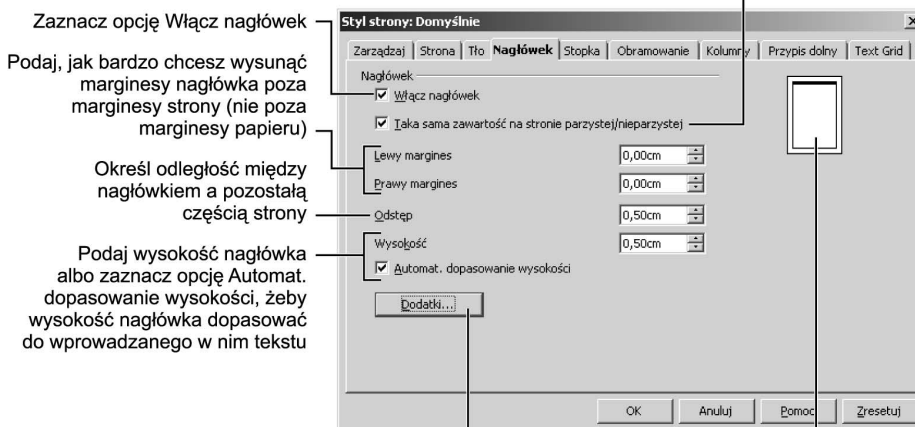 Zaznacz opcję Włącz nagłówek
Podaj, jak bardzo chcesz wysunąć
marginesy nagłówka poza
marginesy strony (nie poza
marginesy papieru)
Określ odległość między
nagłówkiem a pozostałą
częścią strony
Podaj wysokość nagłówka
albo zaznacz opcję Automat.
dopasowanie wysokości, żeby
wysokość nagłówka dopasować
do wprowadzanego w nim tekstu
Styl strony: Domyślnie
Zarządzaj Strona Tło Nagłówek Stopka Obramowanie Kolumny Przypis dolny Text Grid
Nagłówek
Włącz nagłówek
Taka sama zawartość na stronie parzystej/nieparzystej
Lewy margines 0,00cm
Prawy margines 0,00cm
Odstęp 0,50cm
Wysokość 0,50cm
Automat. dopasowanie wysokości
Dodatki...
OK Anuluj Pomoc Zresetuj